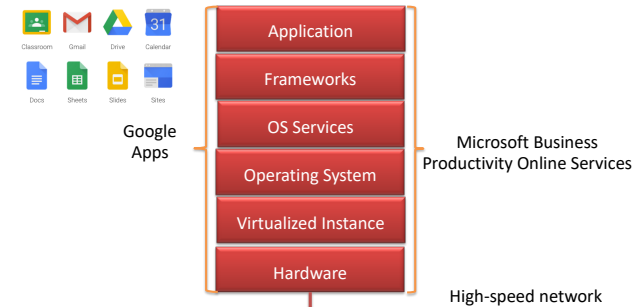 Classroom Gmail Drive Calendar
31
Docs Sheets Slides Sites
Google
Apps
Application
Frameworks
OS Services
Operating System
Virtualized Instance
Hardware
Microsoft Business
Productivity Online Services
High-speed network